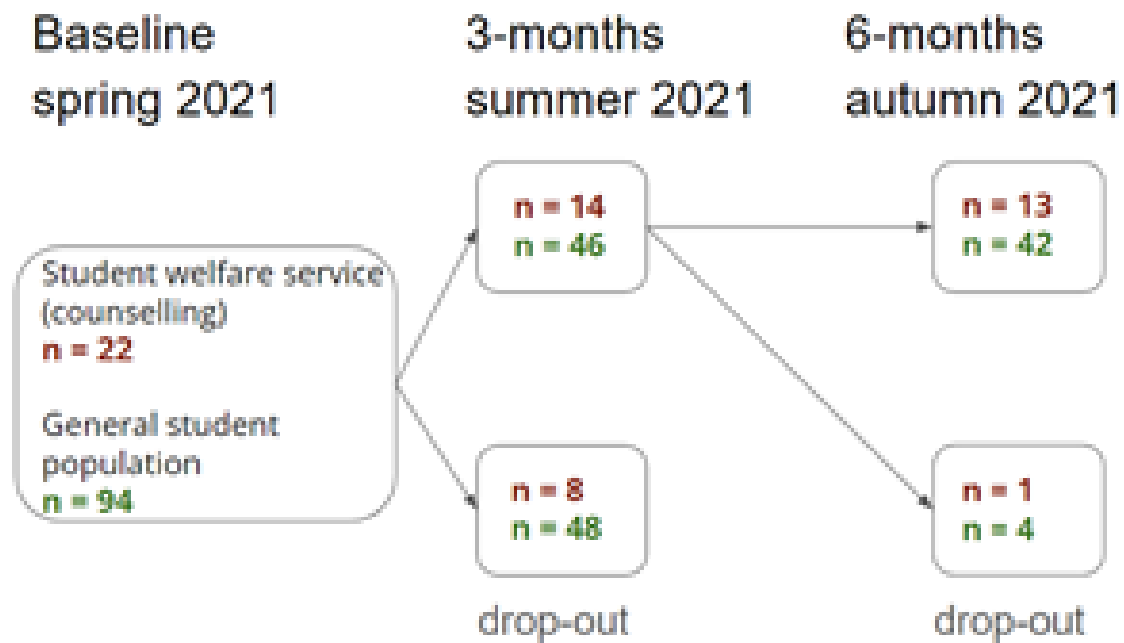 Baseline
spring 2021
3-months
summer 2021
6-months
autumn 2021
Student welfare service
(counselling)
n = 22
General student
population
n = 94
n = 14
n = 46
n = 8
n = 48
drop-out
n = 13
n = 42
n = 1
n = 4
drop-out